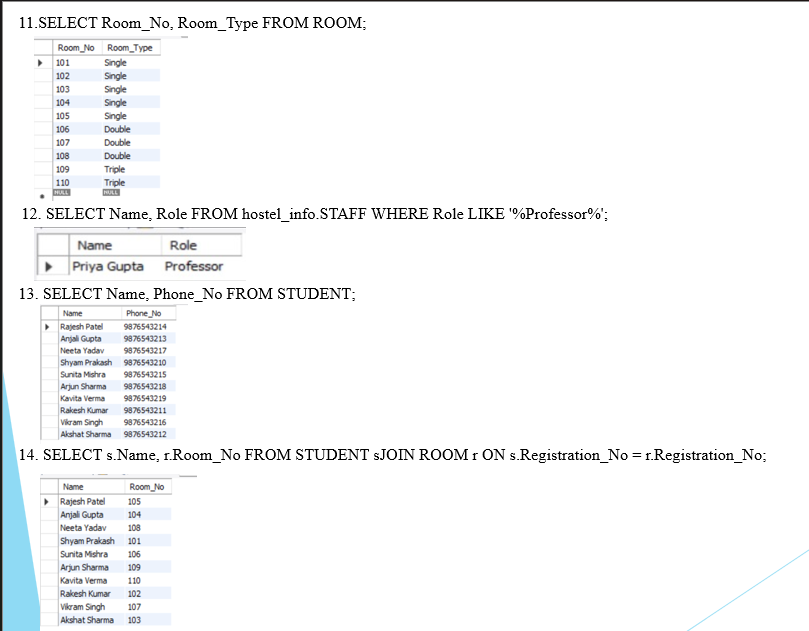 11.SELECT Room_No, Room_Type FROM ROOM;
Room_No Room_Type
101 Single
102 Single
103 Single
104 Single
105 Single
106 Double
107 Double
108 Double
109 Triple
110 Triple
NULL NULL
12. SELECT Name, Role FROM hostel_info.STAFF WHERE Role LIKE '%Professor%';
Name Role
Priya Gupta Professor
13. SELECT Name, Phone_No FROM STUDENT;
Name Phone_No
Rajesh Patel 9876543214
Anjali Gupta 9876543213
Neeta Yadav 9876543217
Shyam Prakash 9876543210
Sunita Mishra 9876543215
Arjun Sharma 9876543218
Kavita Verma 9876543219
Rakesh Kumar 9876543211
Vikram Singh 9876543216
Akshat Sharma 9876543212
14. SELECT s.Name, r.Room_No FROM STUDENT sJOIN ROOM r ON s.Registration_No = r.Registration_No;
Name Room_No
Rajesh Patel 105
Anjali Gupta 104
Neeta Yadav 108
Shyam Prakash 101
Sunita Mishra 106
Arjun Sharma 109
Kavita Verma 110
Rakesh Kumar 102
Vikram Singh 107
Akshat Sharma 103